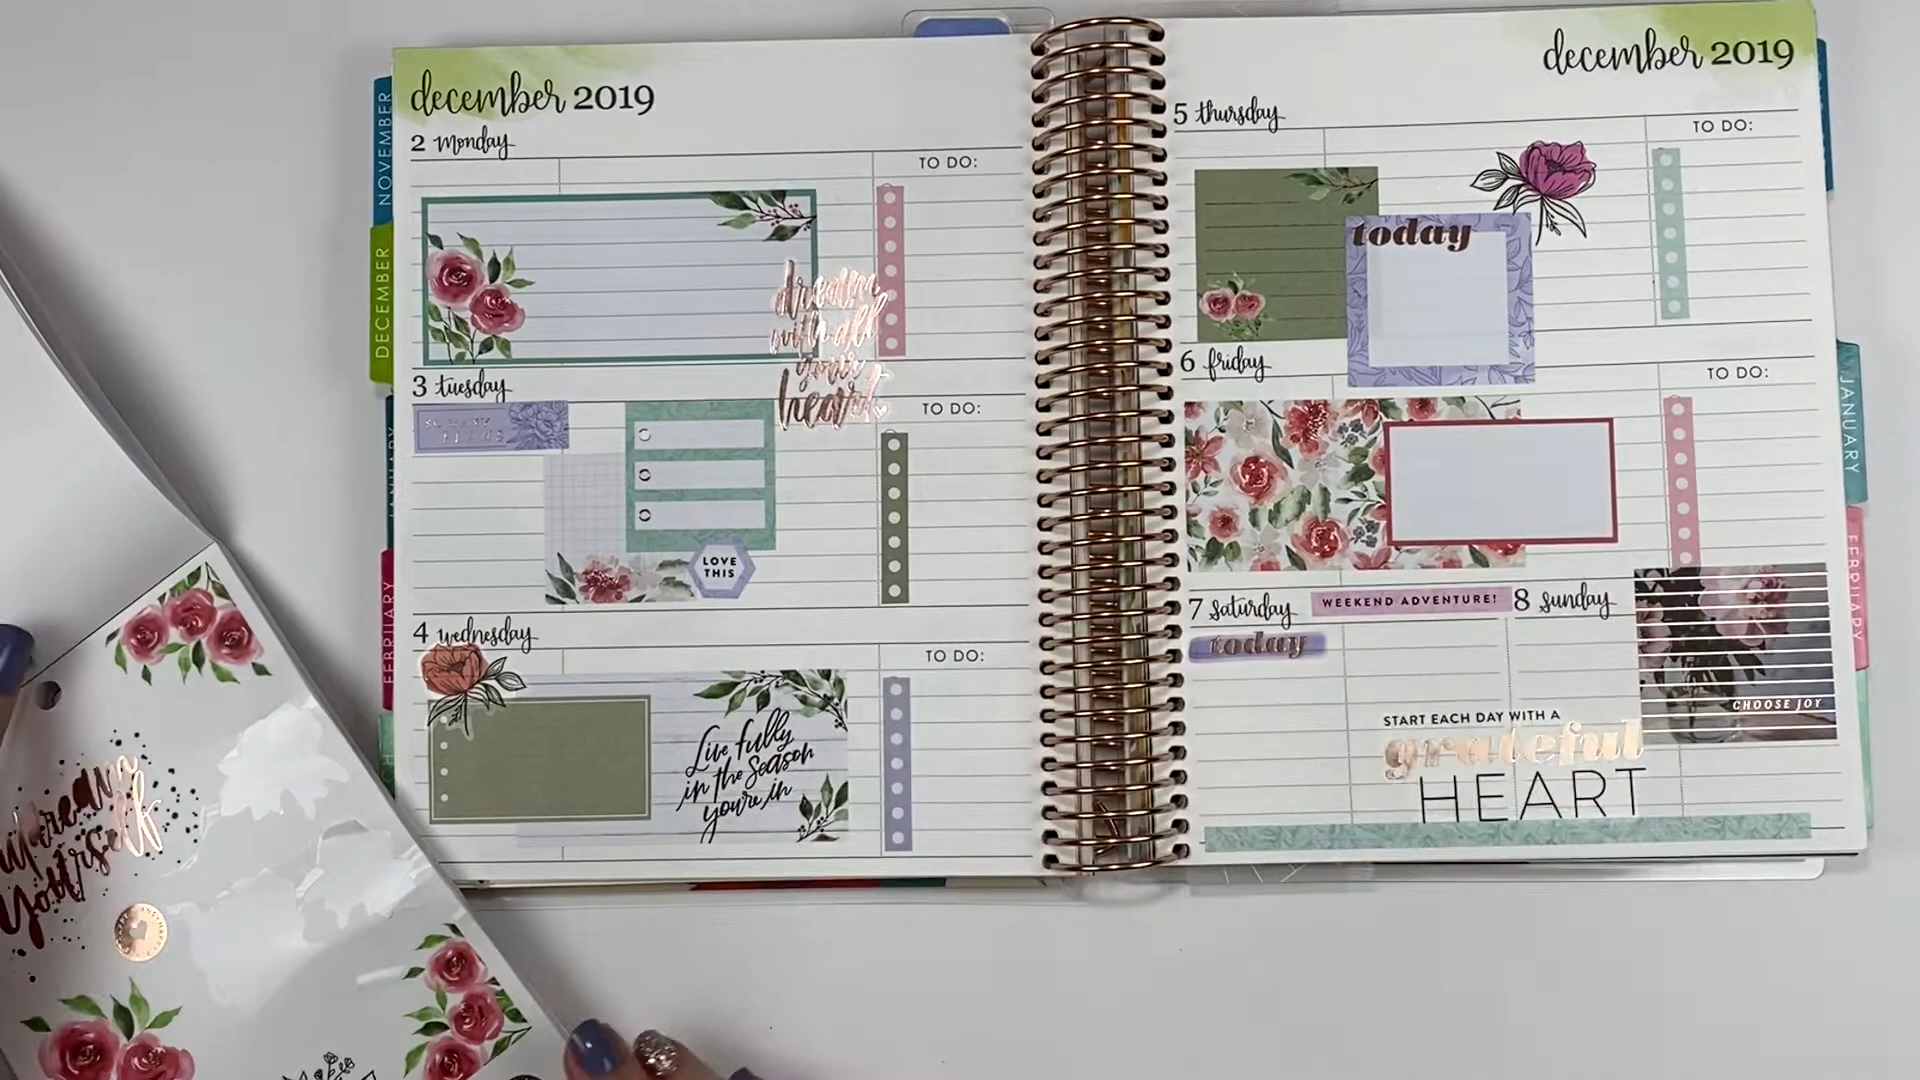 december 2019
2 monday
TO DO:
dream
with all
your
heart
3 tuesday
TO DO:
LOVE
THIS
4 wednesday
TO DO:
Live fully
in the season
you're in
december 2019
5 thursday
TO DO:
today
6 friday
TO DO:
7 saturday
WEEKEND ADVENTURE!
8 sunday
today
CHOOSE JOY
START EACH DAY WITH A
grateful
HEART
NOVEMBER
DECEMBER
JANUARY
FEBRUARY
JANUARY
FEBRUARY
yourself